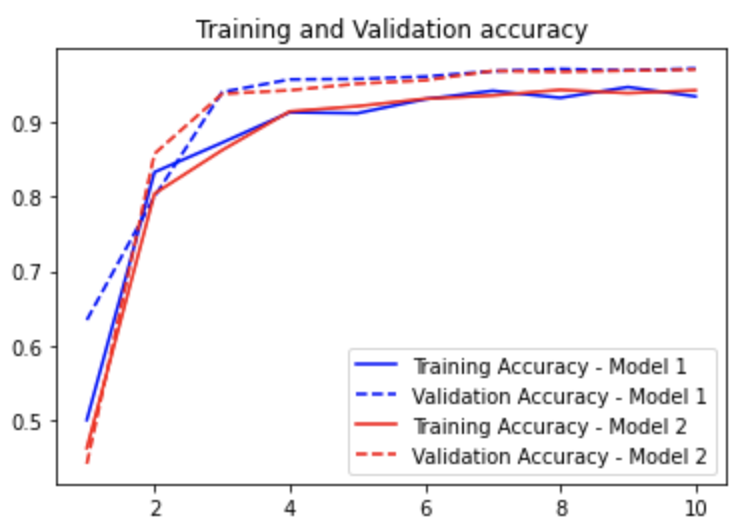 Training and Validation accuracy
0.9
0.8
0.7
0.6
0.5
Training Accuracy - Model 1
Validation Accuracy - Model 1
Training Accuracy - Model 2
Validation Accuracy - Model 2
2 4 6 8 10